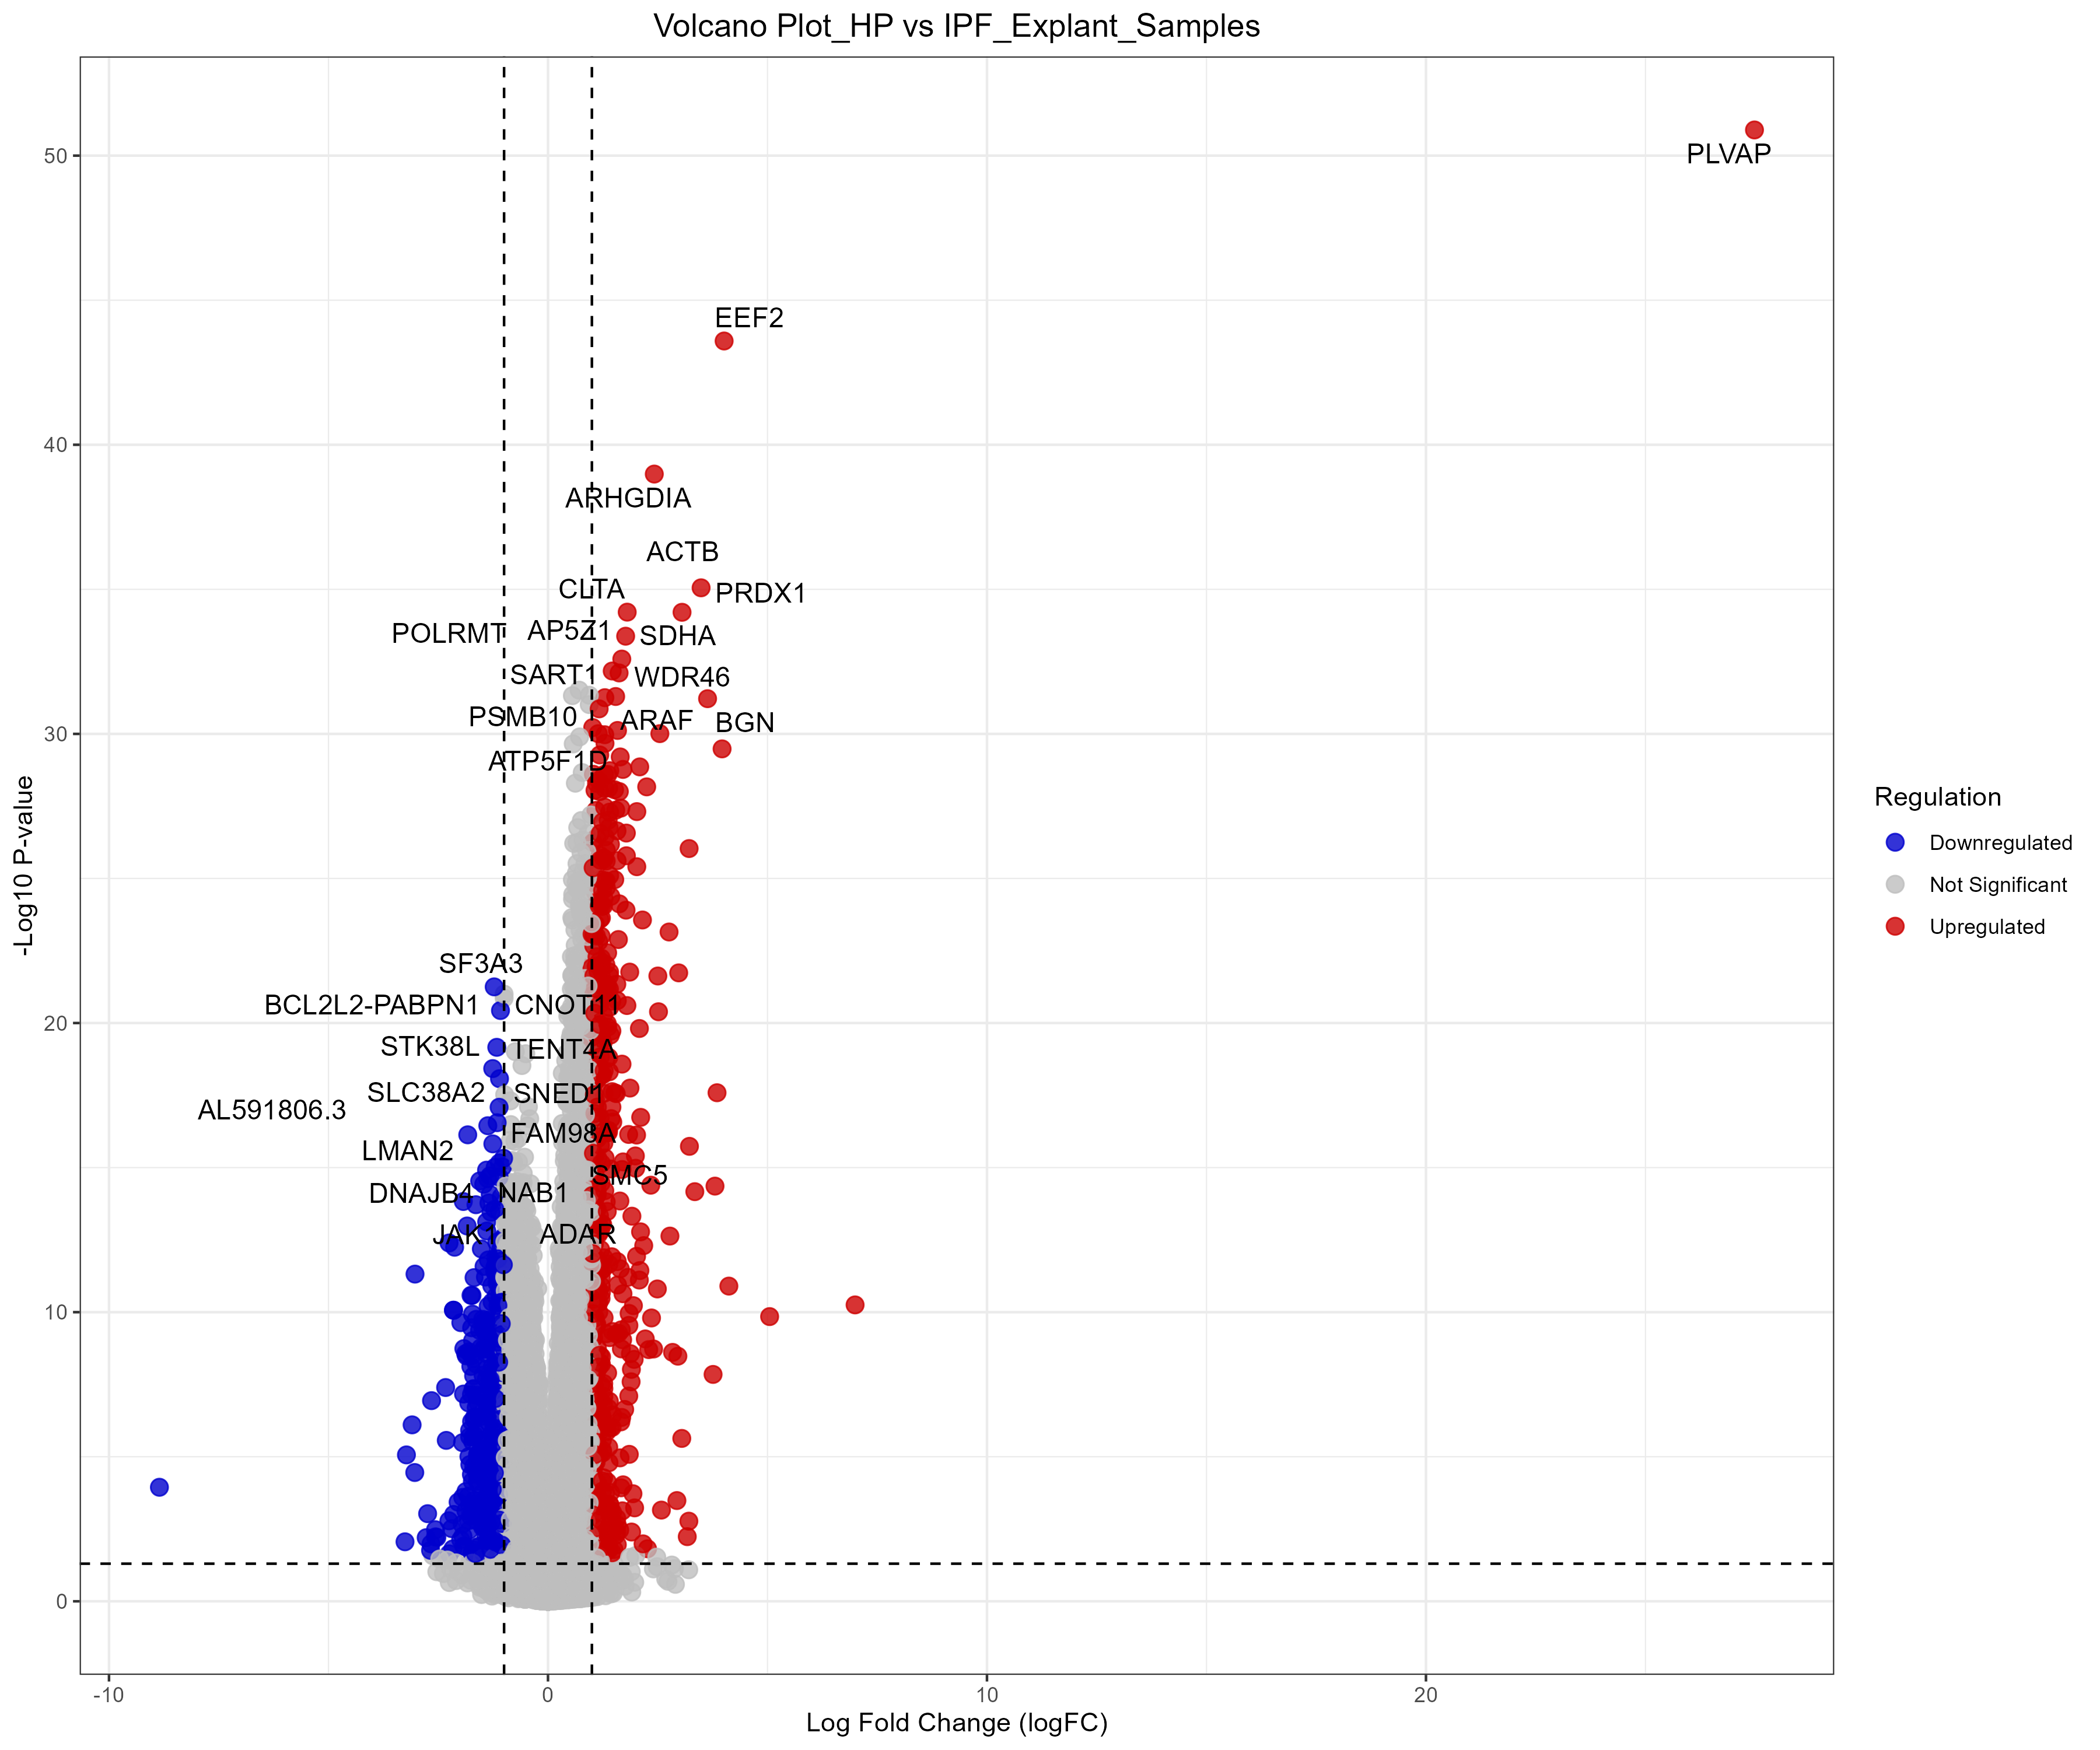 Volcano Plot_HP vs IPF_Explant_Samples
50
PLVAP
EEF2
40
ARHGDIA
ACTB
CLTA
PRDX1
POLRMT
AP5Z1
SDHA
SART1
WDR46
PSMB10
ARAF
BGN
30
ATP5F1D
-Log10 P-value
Regulation
Downregulated
Not Significant
Upregulated
SF3A3
BCL2L2-PABPN1
CNOT11
20
STK38L
TENT4A
SLC38A2
SNED1
AL591806.3
FAM98A
LMAN2
SMC5
DNAJB4
NAB1
JAK1
ADAR
10
0
-10
0
10
20
Log Fold Change (logFC)